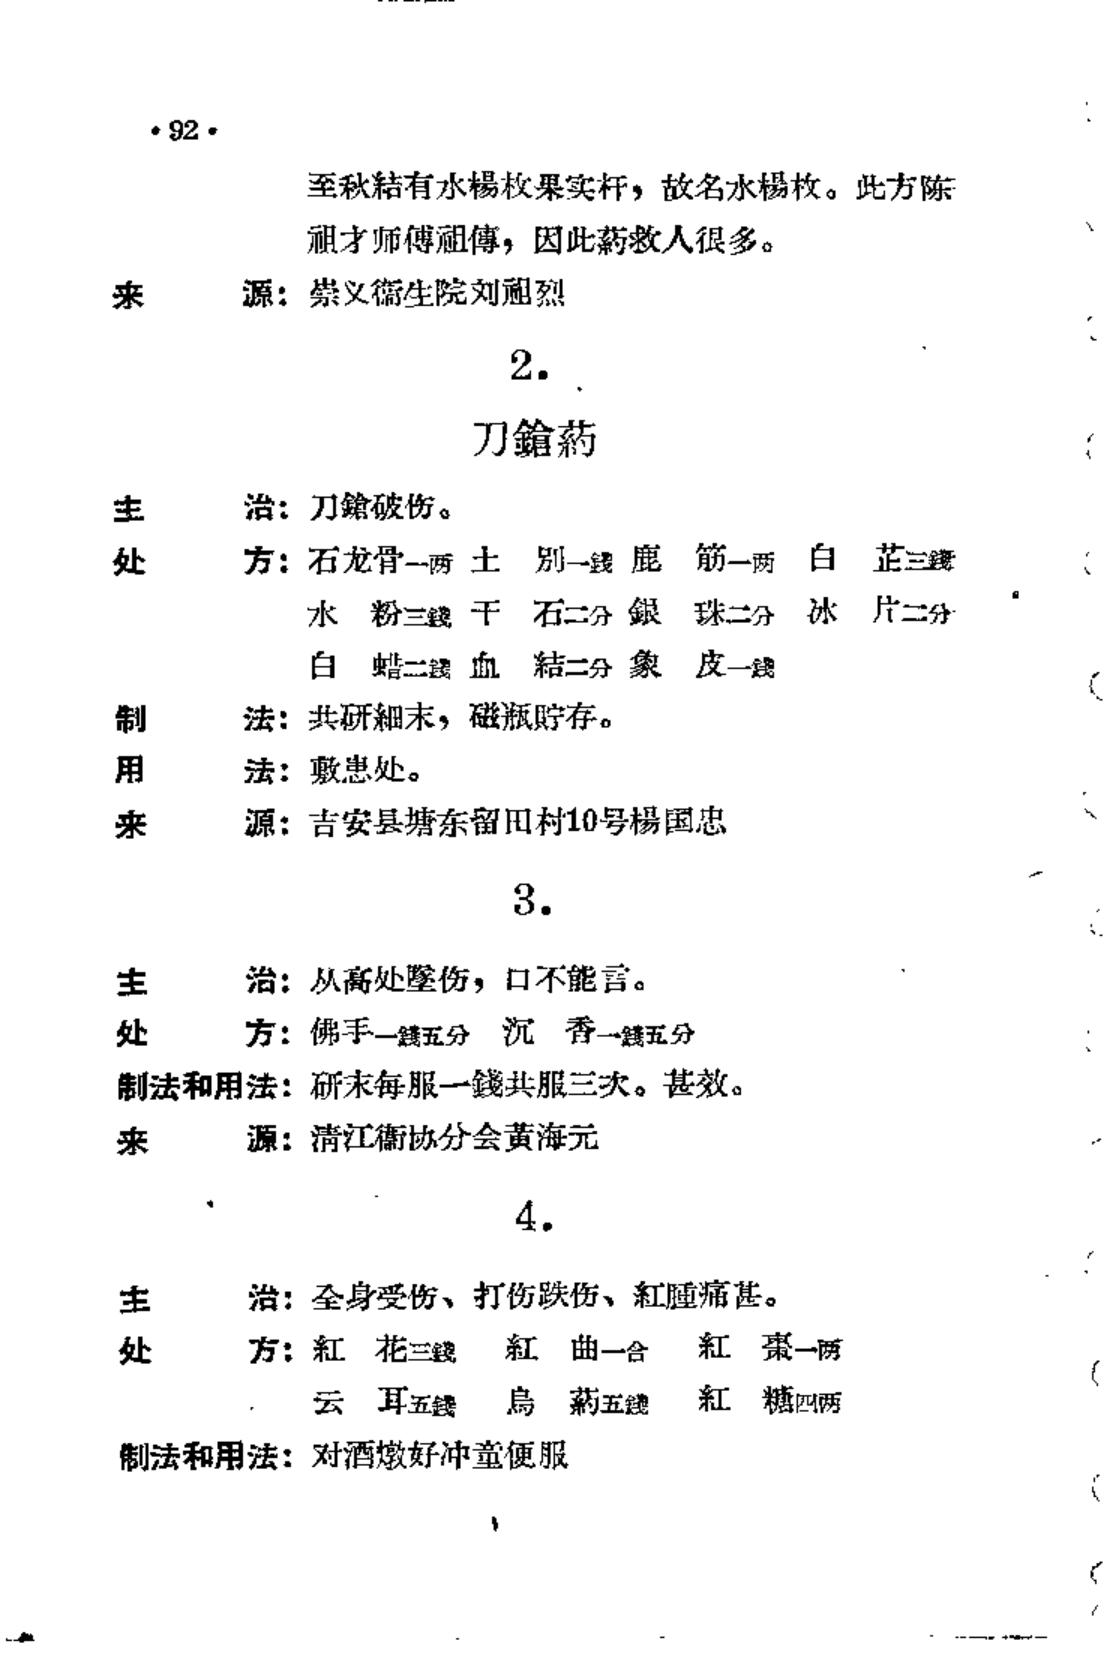 ·92·
至秋結有水楊枚果实杆，故名水楊枚。此方陈
祖才师傅祖傳，因此葯救人很多。
来　　源：崇义衞生院刘祖烈
2.
刀鎗葯
主　　治：刀鎗破伤。
处　　方：石龙骨一两 土　别一錢 鹿　筋一两 白　芷三錢
水　粉三錢 干　石二分 銀　珠二分 冰　片二分
白　蜡二錢 血　結二分 象　皮一錢
制　　法：共研細末，磁瓶貯存。
用　　法：敷患处。
来　　源：吉安县塘东留田村10号楊国忠
3.
主　　治：从高处墜伤，口不能言。
处　　方：佛手一錢五分　沉　香一錢五分
制法和用法：研末每服一錢共服三次。甚效。
来　　源：清江衞协分会黃海元
4.
主　　治：全身受伤、打伤跌伤、紅腫痛甚。
处　　方：紅　花三錢　紅　曲一合　紅　棗一两
云　耳五錢　烏　葯五錢　紅　糖四两
制法和用法：对酒燉好冲童便服